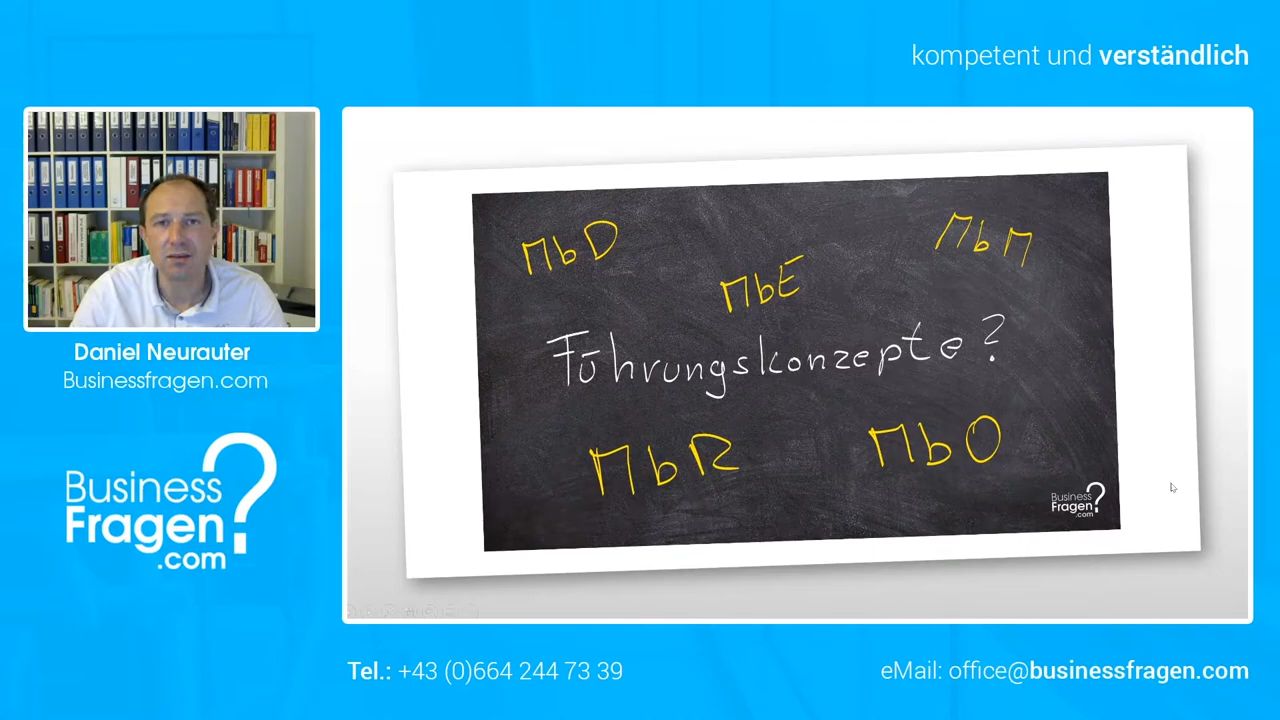 kompetent und verständlich
Daniel Neurauter
Businessfragen.com
Business
Fragen
.com
?
MbD
MbM
MbE
Führungskonzepte?
MbR
MbO
Business
Fragen
.com
?
Tel.: +43 (0)664 244 73 39
eMail: office@businessfragen.com